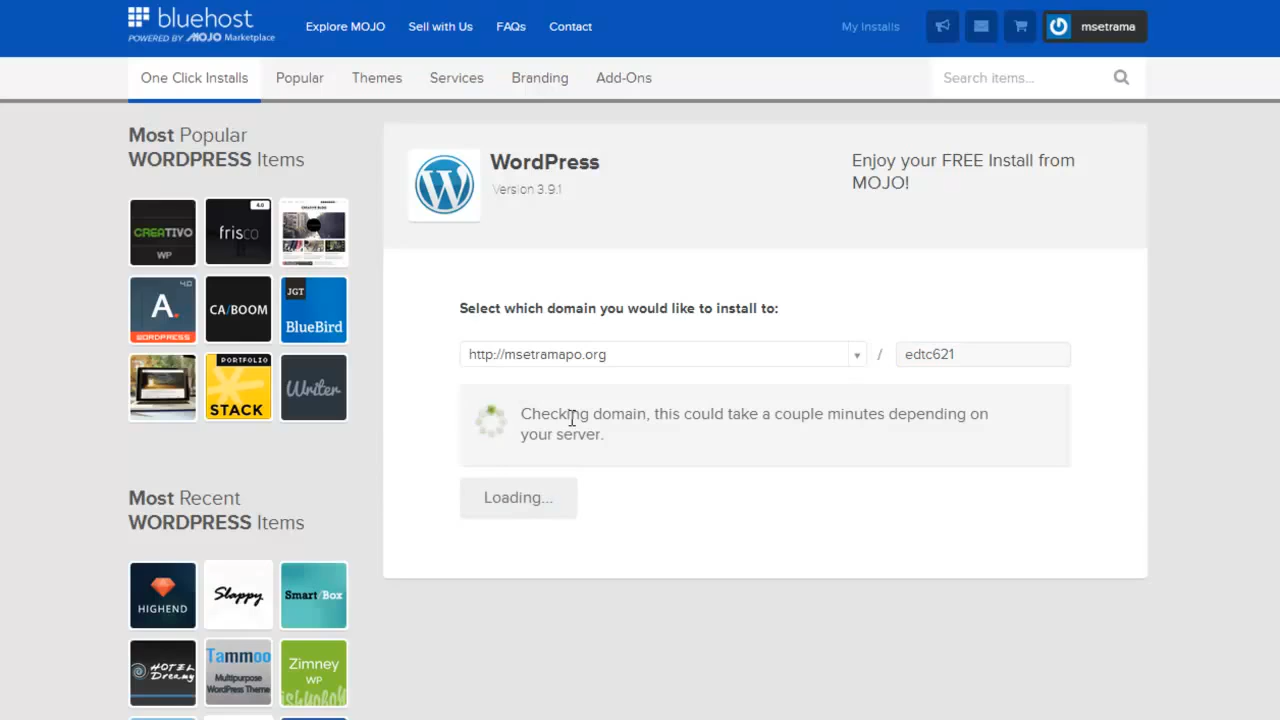 bluehost
POWERED BY MOJO Marketplace
Explore MOJO
Sell with Us
FAQs
Contact
My Installs
msetrama
One Click Installs
Popular
Themes
Services
Branding
Add-Ons
Search items...
Most Popular
WORDPRESS Items
CREATIVO
WP
frisco
4.0
A.
4.0
WORDPRESS
CA/BOOM
JGT
BlueBird
PORTFOLIO
STACK
Writer
Most Recent
WORDPRESS Items
HIGHEND
Slappy
Smart Box
HOTEL
Dreamy
Tammoo
Multipurpose
WordPress Theme
Zimney
WP
WordPress
Version 3.9.1
Enjoy your FREE Install from
MOJO!
Select which domain you would like to install to:
http://msetramapo.org
/
edtc621
Checking domain, this could take a couple minutes depending on
your server.
Loading...